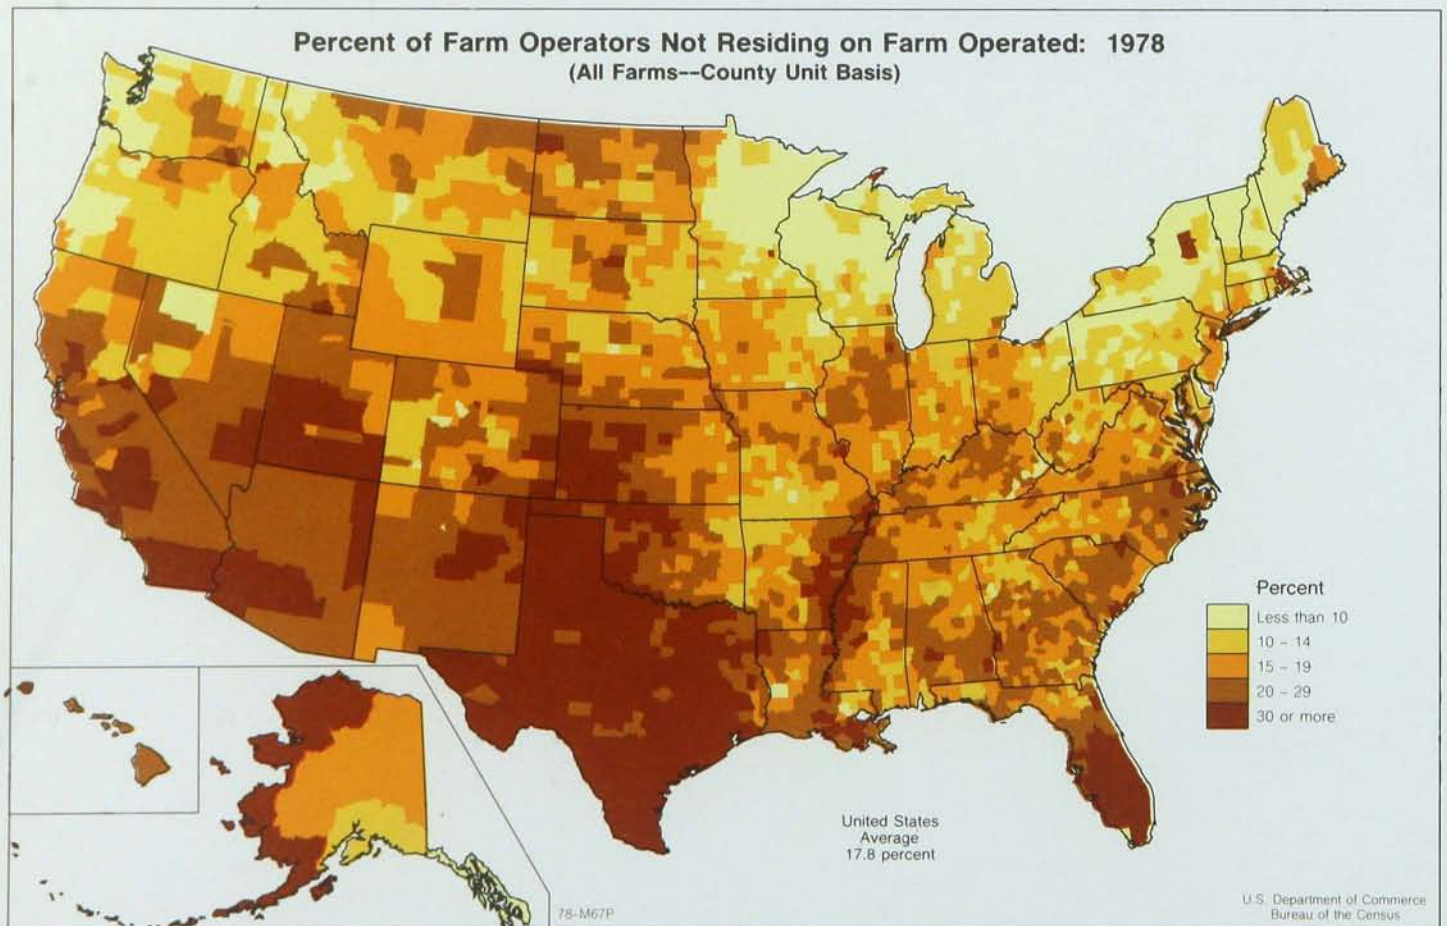 Percent of Farm Operators Not Residing on Farm Operated: 1978
(All Farms--County Unit Basis)
Percent
Less than 10
10 - 14
15 - 19
20 - 29
30 or more
United States
Average
17.8 percent
78-M67P
U.S. Department of Commerce
Bureau of the Census